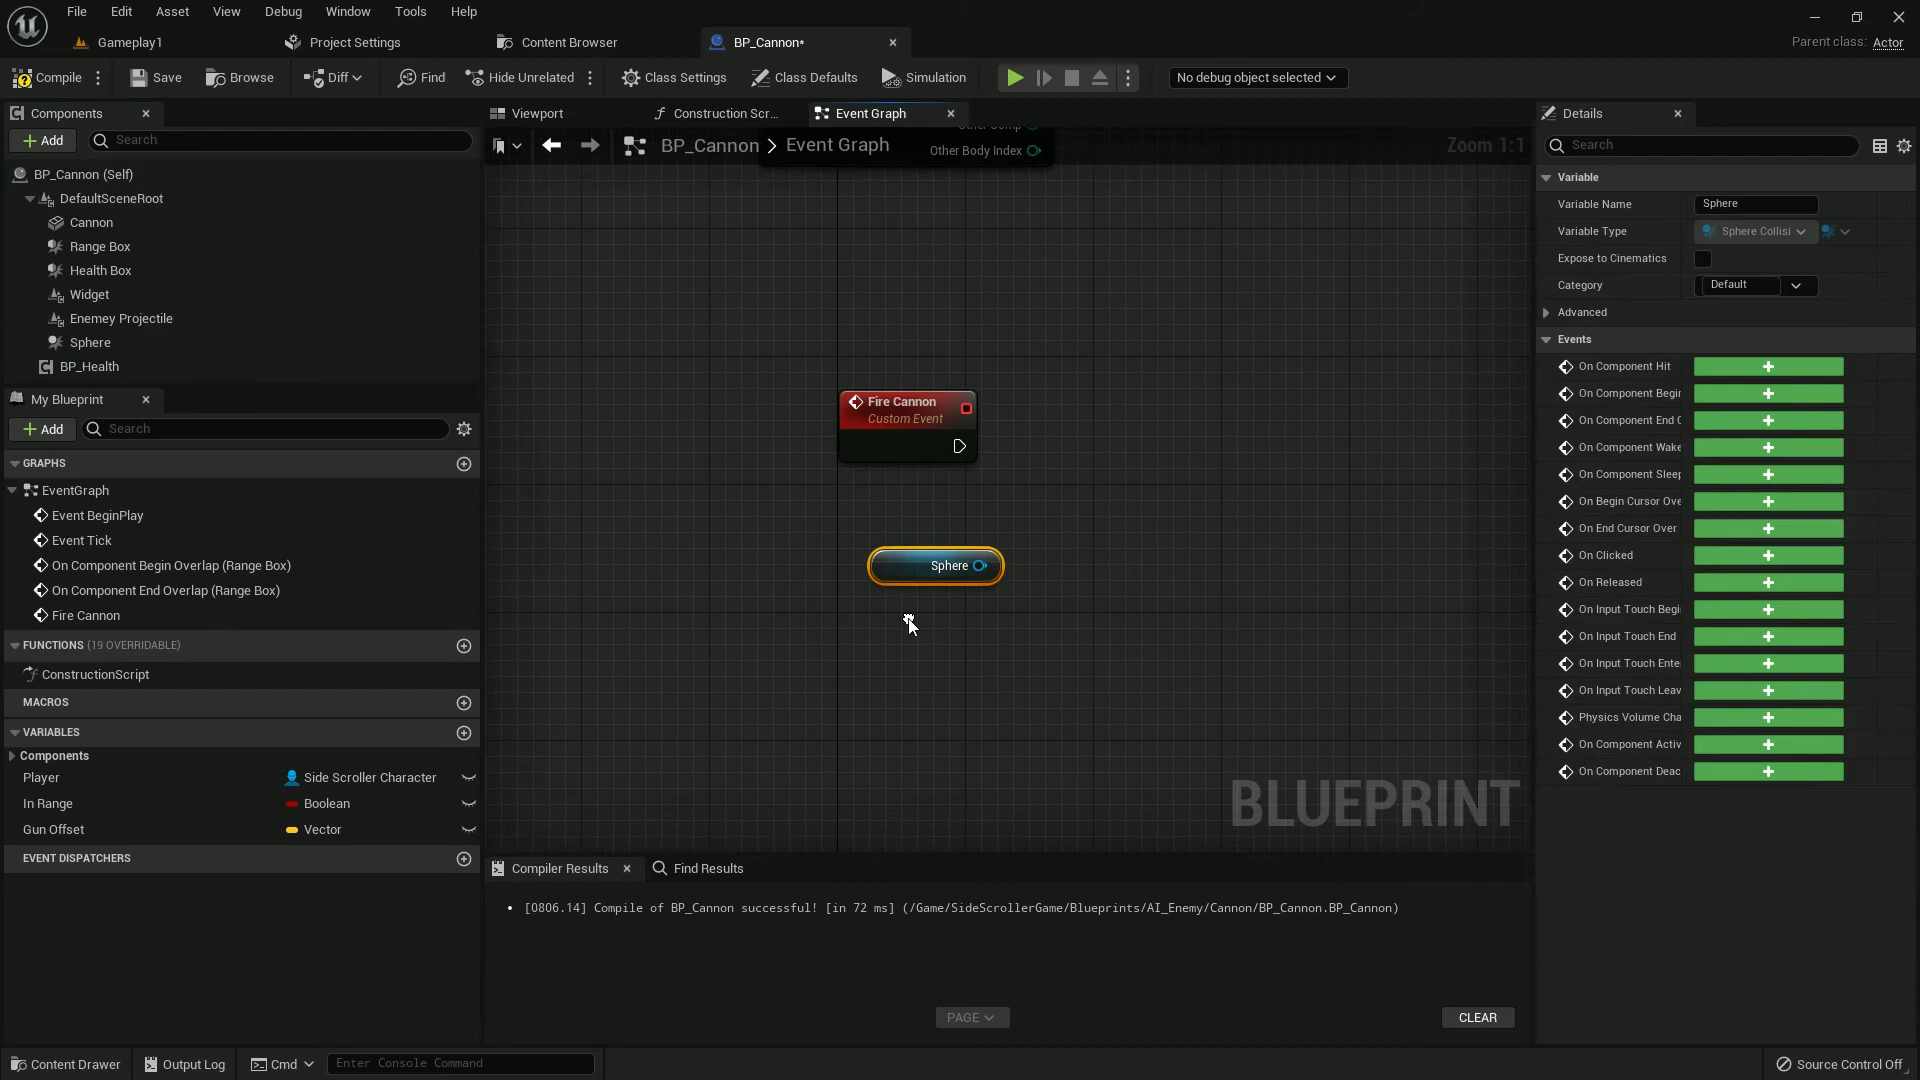 File Edit Asset View Debug Window Tools Help
Gameplay1 Project Settings Content Browser BP_Cannon* Parent class: Actor
Compile Save Browse Diff Find Hide Unrelated Class Settings Class Defaults Simulation No debug object selected
Components Viewport Construction Scr... Event Graph Details
Add Search BP_Cannon > Event Graph Zoom 1:1 Search
Other Body Index
BP_Cannon (Self)
DefaultSceneRoot
Cannon
Range Box
Health Box
Widget
Enemey Projectile
Sphere
BP_Health
My Blueprint
Add Search
GRAPHS
EventGraph
Event BeginPlay
Event Tick
On Component Begin Overlap (Range Box)
On Component End Overlap (Range Box)
Fire Cannon
FUNCTIONS (19 OVERRIDABLE)
ConstructionScript
MACROS
VARIABLES
Components
Player Side Scroller Character
In Range Boolean
Gun Offset Vector
EVENT DISPATCHERS
Fire Cannon
Custom Event
Sphere
BLUEPRINT
Variable
Variable Name Sphere
Variable Type Sphere Collisi
Expose to Cinematics
Category Default
Advanced
Events
On Component Hit
On Component Begin
On Component End O
On Component Wake
On Component Sleep
On Begin Cursor Ove
On End Cursor Over
On Clicked
On Released
On Input Touch Begi
On Input Touch End
On Input Touch Ente
On Input Touch Leav
Physics Volume Cha
On Component Activ
On Component Deac
Compiler Results Find Results
[0806.14] Compile of BP_Cannon successful! [in 72 ms] (/Game/SideScrollerGame/Blueprints/AI_Enemy/Cannon/BP_Cannon.BP_Cannon)
PAGE CLEAR
Content Drawer Output Log Cmd Enter Console Command Source Control Off